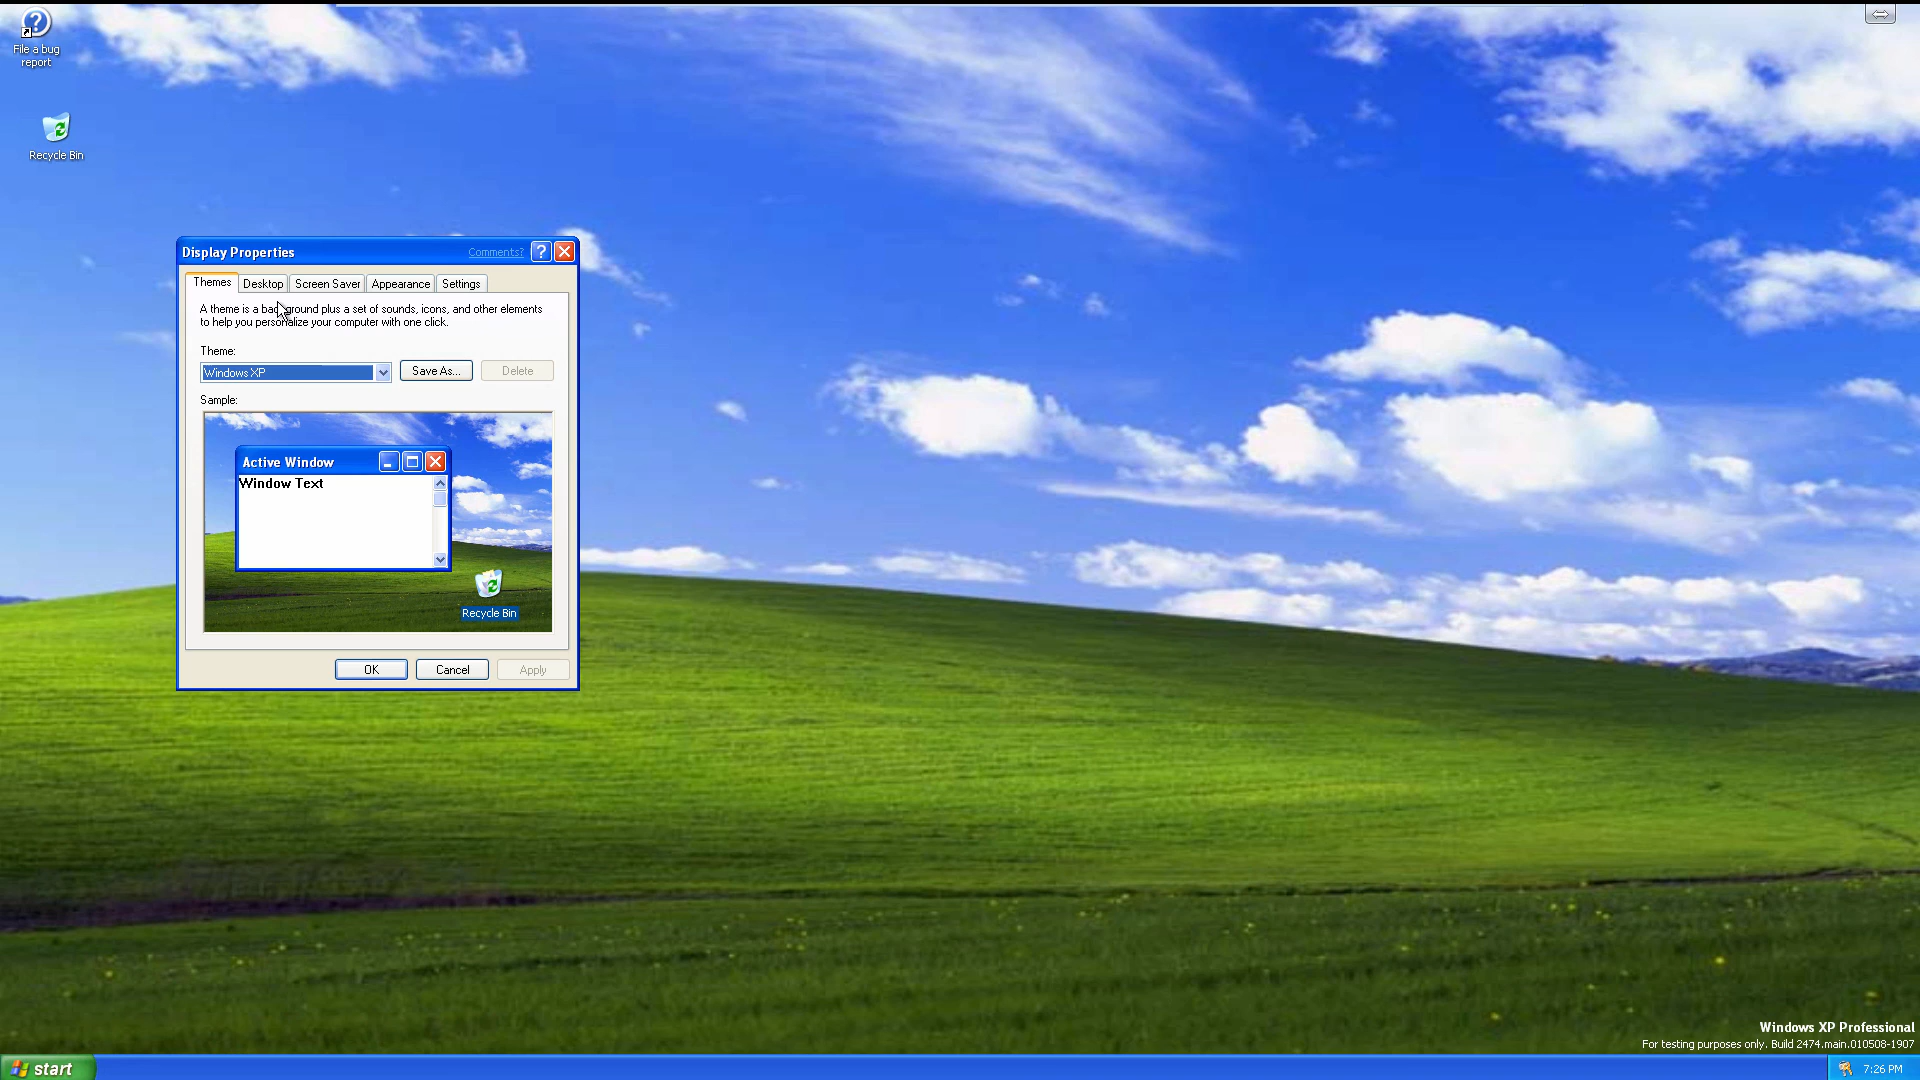 File a bug
report
Recycle Bin
Display Properties
Comments?
Themes
Desktop
Screen Saver
Appearance
Settings
A theme is a background plus a set of sounds, icons, and other elements
to help you personalize your computer with one click.
Theme:
Windows XP
Save As...
Delete
Sample:
Active Window
Window Text
Recycle Bin
OK
Cancel
Apply
Windows XP Professional
For testing purposes only. Build 2474.main.010508-1907
start
7:26 PM